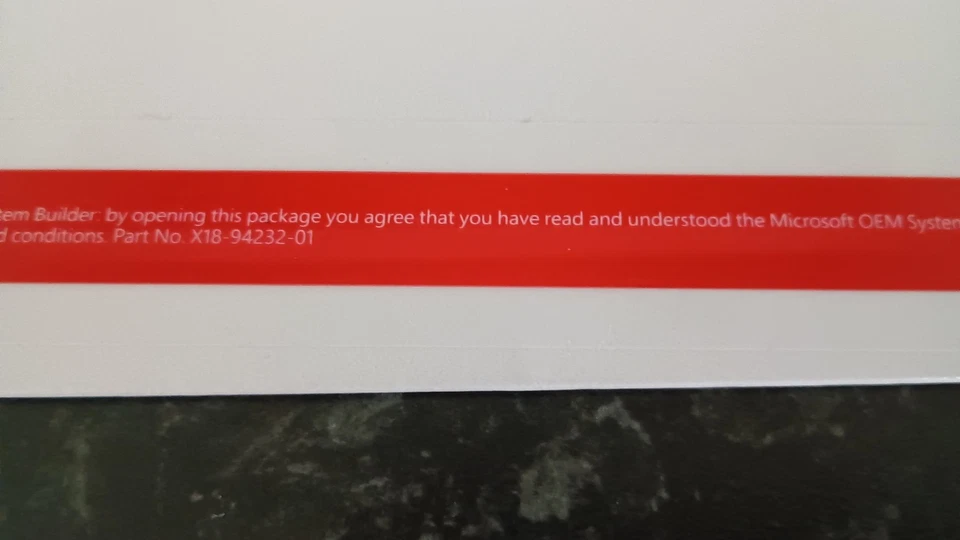 tem Builder: by opening this package you agree that you have read and understood the Microsoft OEM System
d conditions. Part No. X18-94232-01